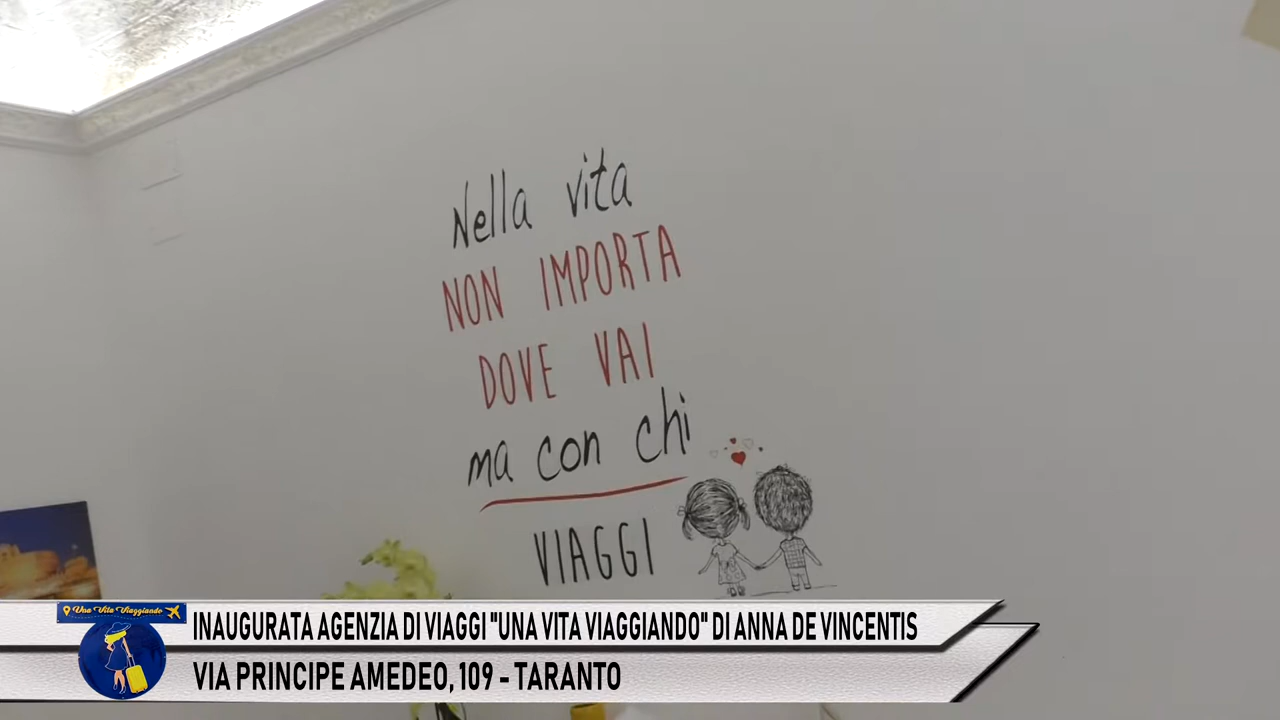 Nella vita
NON IMPORTA
DOVE VAI
ma con chi
VIAGGI
Una Vita Viaggiando
INAUGURATA AGENZIA DI VIAGGI "UNA VITA VIAGGIANDO" DI ANNA DE VINCENTIS
VIA PRINCIPE AMEDEO, 109 - TARANTO